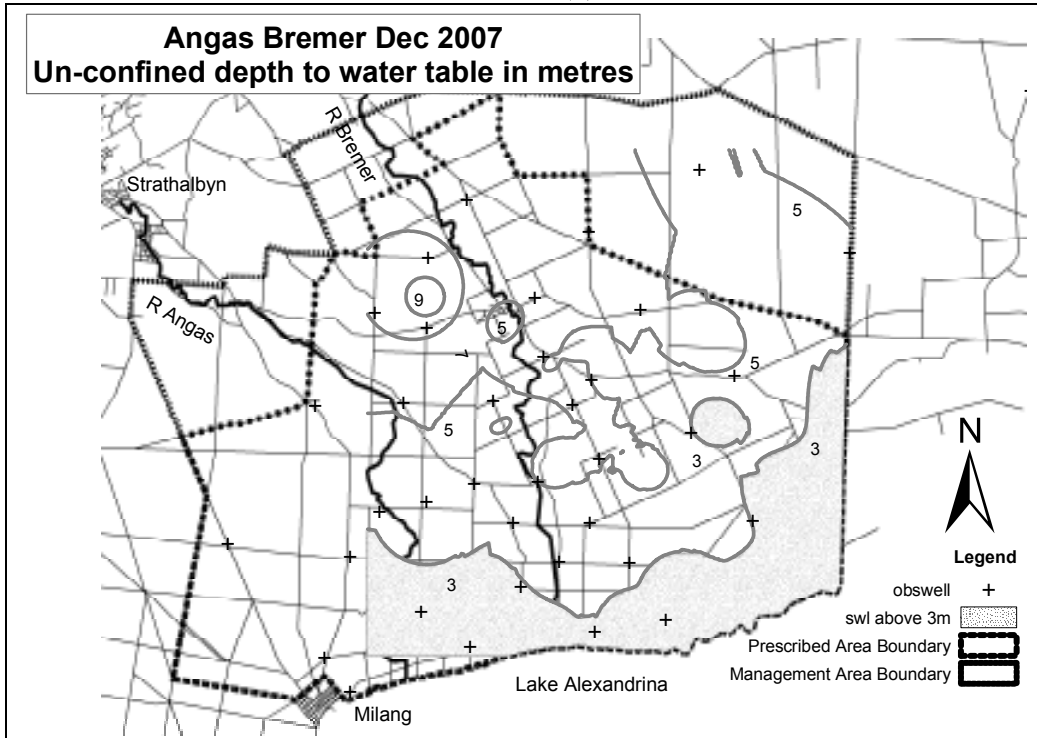 Angas Bremer Dec 2007
Un-confined depth to water table in metres
R Bremer
Strathalbyn
5
R Angas
9
5
7
5
5
3
3
3
N
Legend
obswell
swl above 3m
Prescribed Area Boundary
Management Area Boundary
Lake Alexandrina
Milang